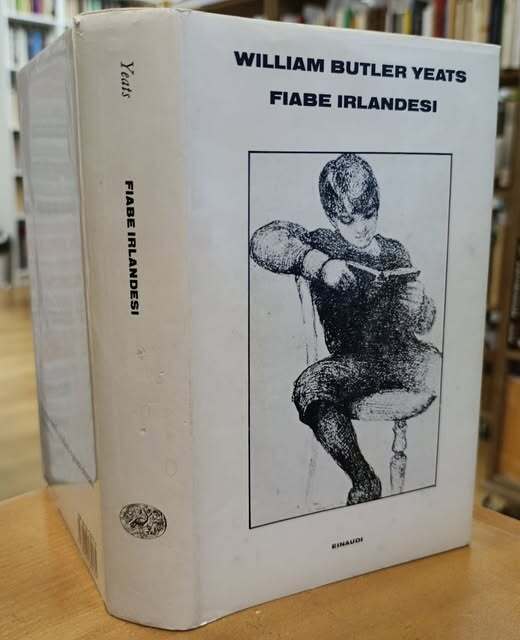 WILLIAM BUTLER YEATS
FIABE IRLANDESI
EINAUDI
Yeats
FIABE IRLANDESI